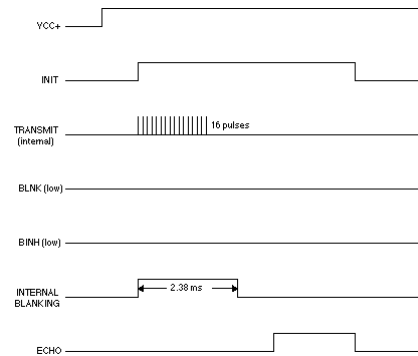 VCC+
INIT
TRANSMIT
(internal)
16 pulses
BLNK (low)
BINH (low)
INTERNAL
BLANKING
2.38 ms
ECHO